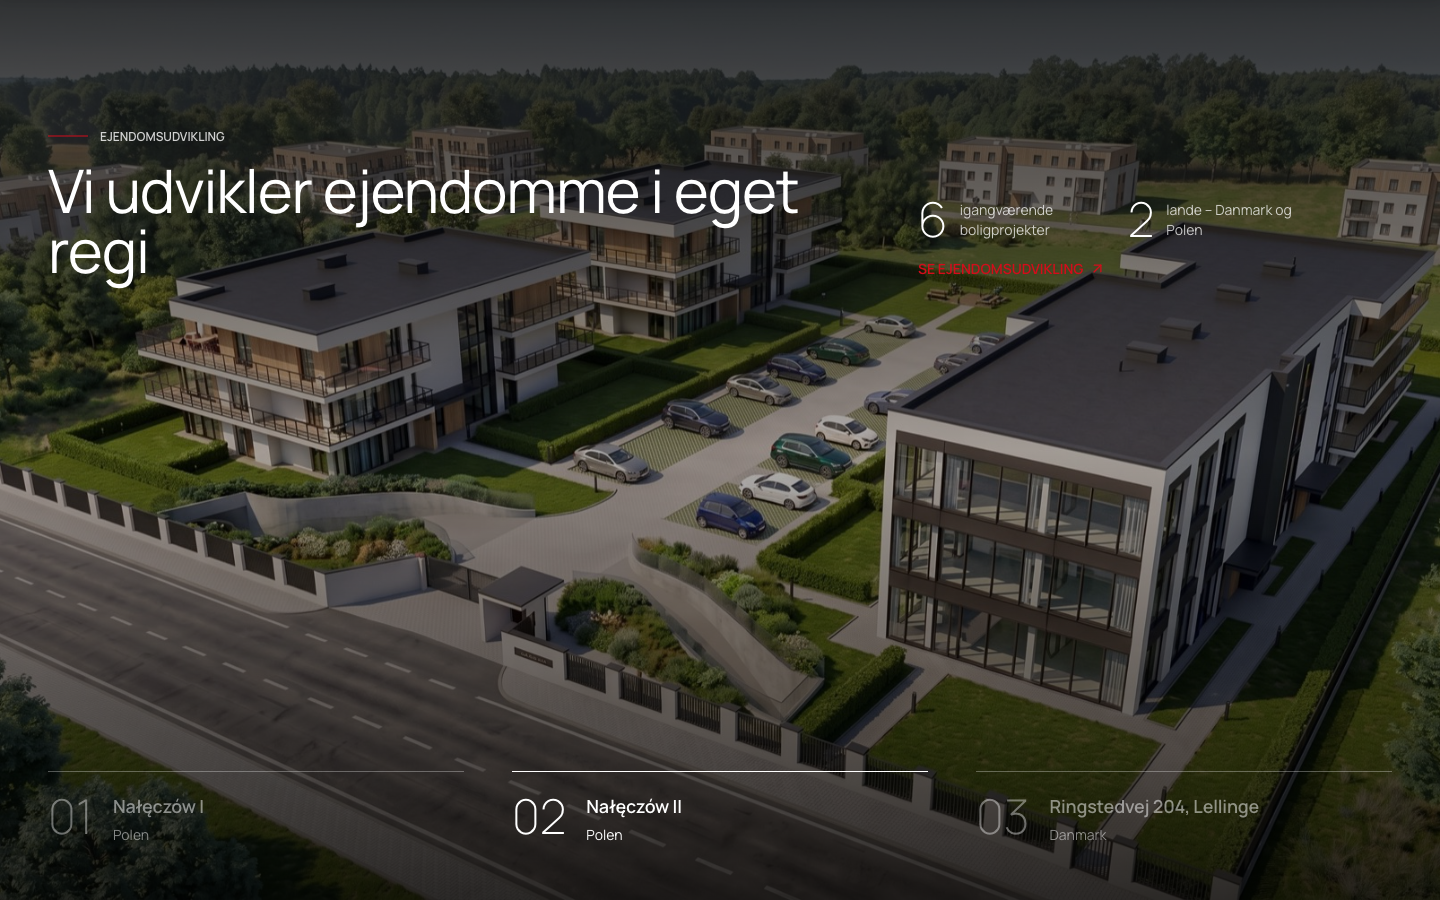 EJENDOMSUDVIKLING
Vi udvikler ejendomme i eget
regi
6 igangværende
boligprojekter
2 lande – Danmark og
Polen
SE EJENDOMSUDVIKLING ↗
01 Nałęczów I
Polen
02 Nałęczów II
Polen
03 Ringstedvej 204, Lellinge
Danmark